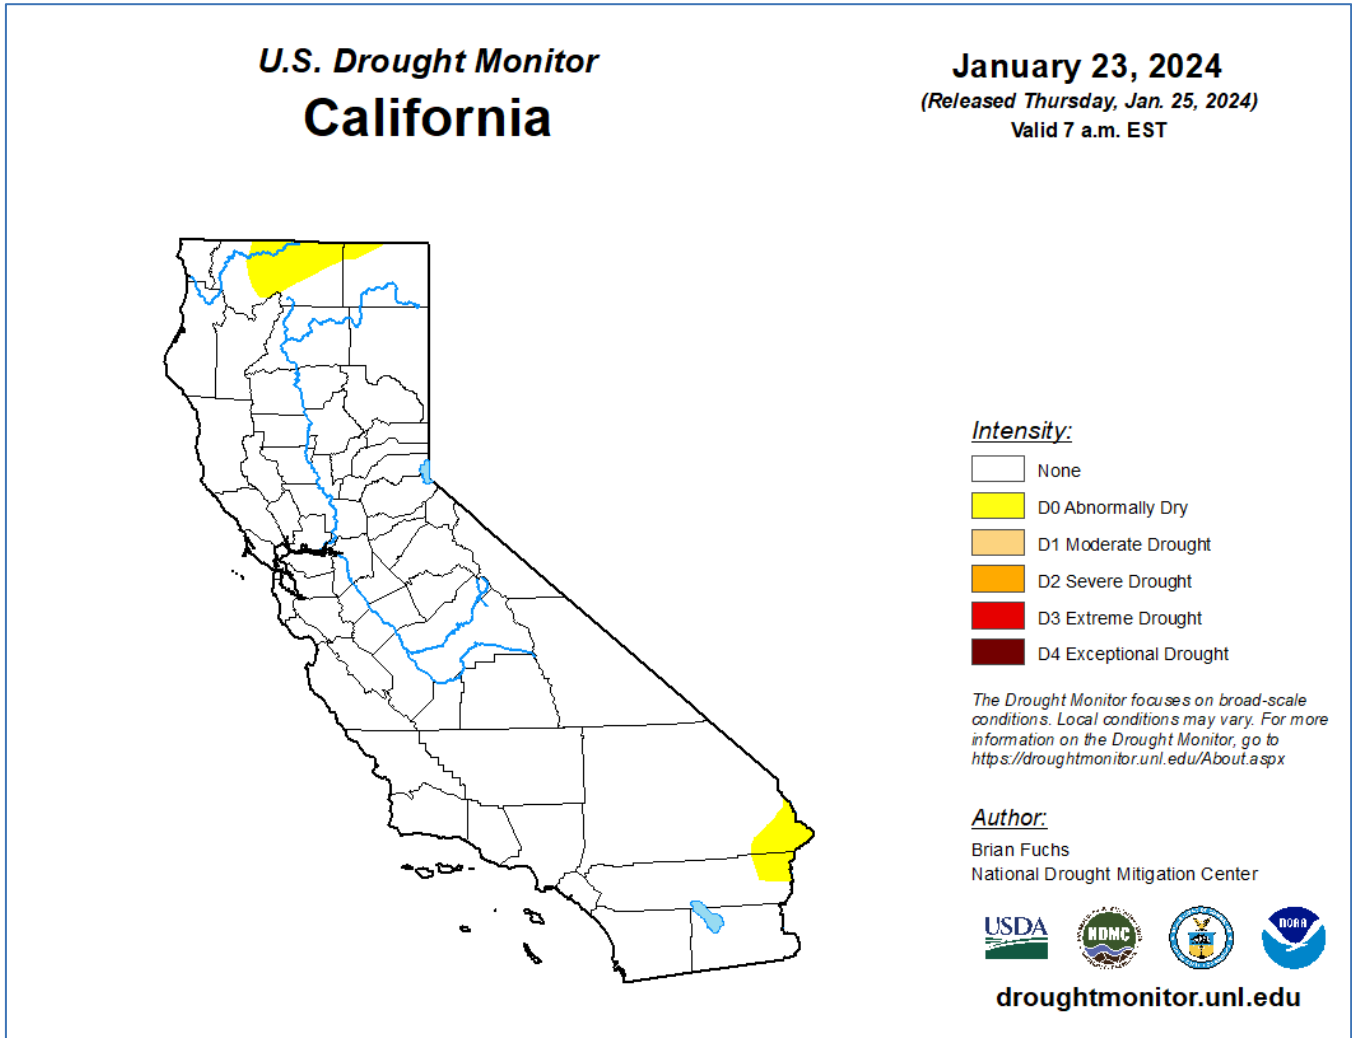 U.S. Drought Monitor
California
January 23, 2024
(Released Thursday, Jan. 25, 2024)
Valid 7 a.m. EST
Intensity:
None
D0 Abnormally Dry
D1 Moderate Drought
D2 Severe Drought
D3 Extreme Drought
D4 Exceptional Drought
The Drought Monitor focuses on broad-scale
conditions. Local conditions may vary. For more
information on the Drought Monitor, go to
https://droughtmonitor.unl.edu/About.aspx
Author:
Brian Fuchs
National Drought Mitigation Center
USDA
NDMC
noaa
droughtmonitor.unl.edu